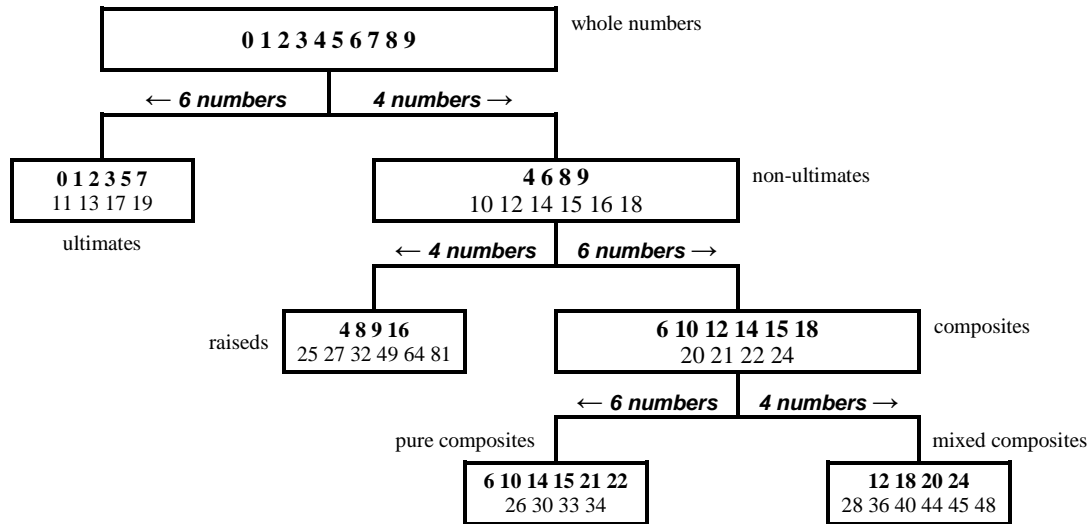 whole numbers
0 1 2 3 4 5 6 7 8 9
← 6 numbers 4 numbers →
0 1 2 3 5 7
11 13 17 19
ultimates
4 6 8 9
10 12 14 15 16 18
non-ultimates
← 4 numbers 6 numbers →
raiseds
4 8 9 16
25 27 32 49 64 81
6 10 12 14 15 18
20 21 22 24
composites
← 6 numbers 4 numbers →
pure composites
mixed composites
6 10 14 15 21 22
26 30 33 34
12 18 20 24
28 36 40 44 45 48